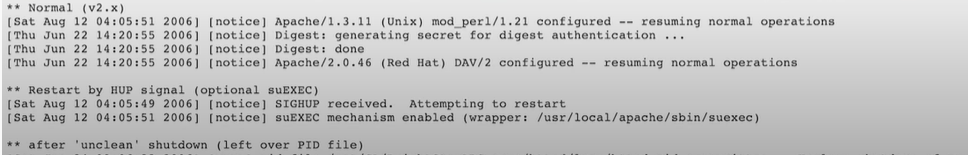 ** Normal (v2.x)
[Sat Aug 12 04:05:51 2006] [notice] Apache/1.3.11 (Unix) mod_perl/1.21 configured -- resuming normal operations
[Thu Jun 22 14:20:55 2006] [notice] Digest: generating secret for digest authentication ...
[Thu Jun 22 14:20:55 2006] [notice] Digest: done
[Thu Jun 22 14:20:55 2006] [notice] Apache/2.0.46 (Red Hat) DAV/2 configured -- resuming normal operations
** Restart by HUP signal (optional suEXEC)
[Sat Aug 12 04:05:49 2006] [notice] SIGHUP received.  Attempting to restart
[Sat Aug 12 04:05:51 2006] [notice] suEXEC mechanism enabled (wrapper: /usr/local/apache/sbin/suexec)
** after 'unclean' shutdown (left over PID file)